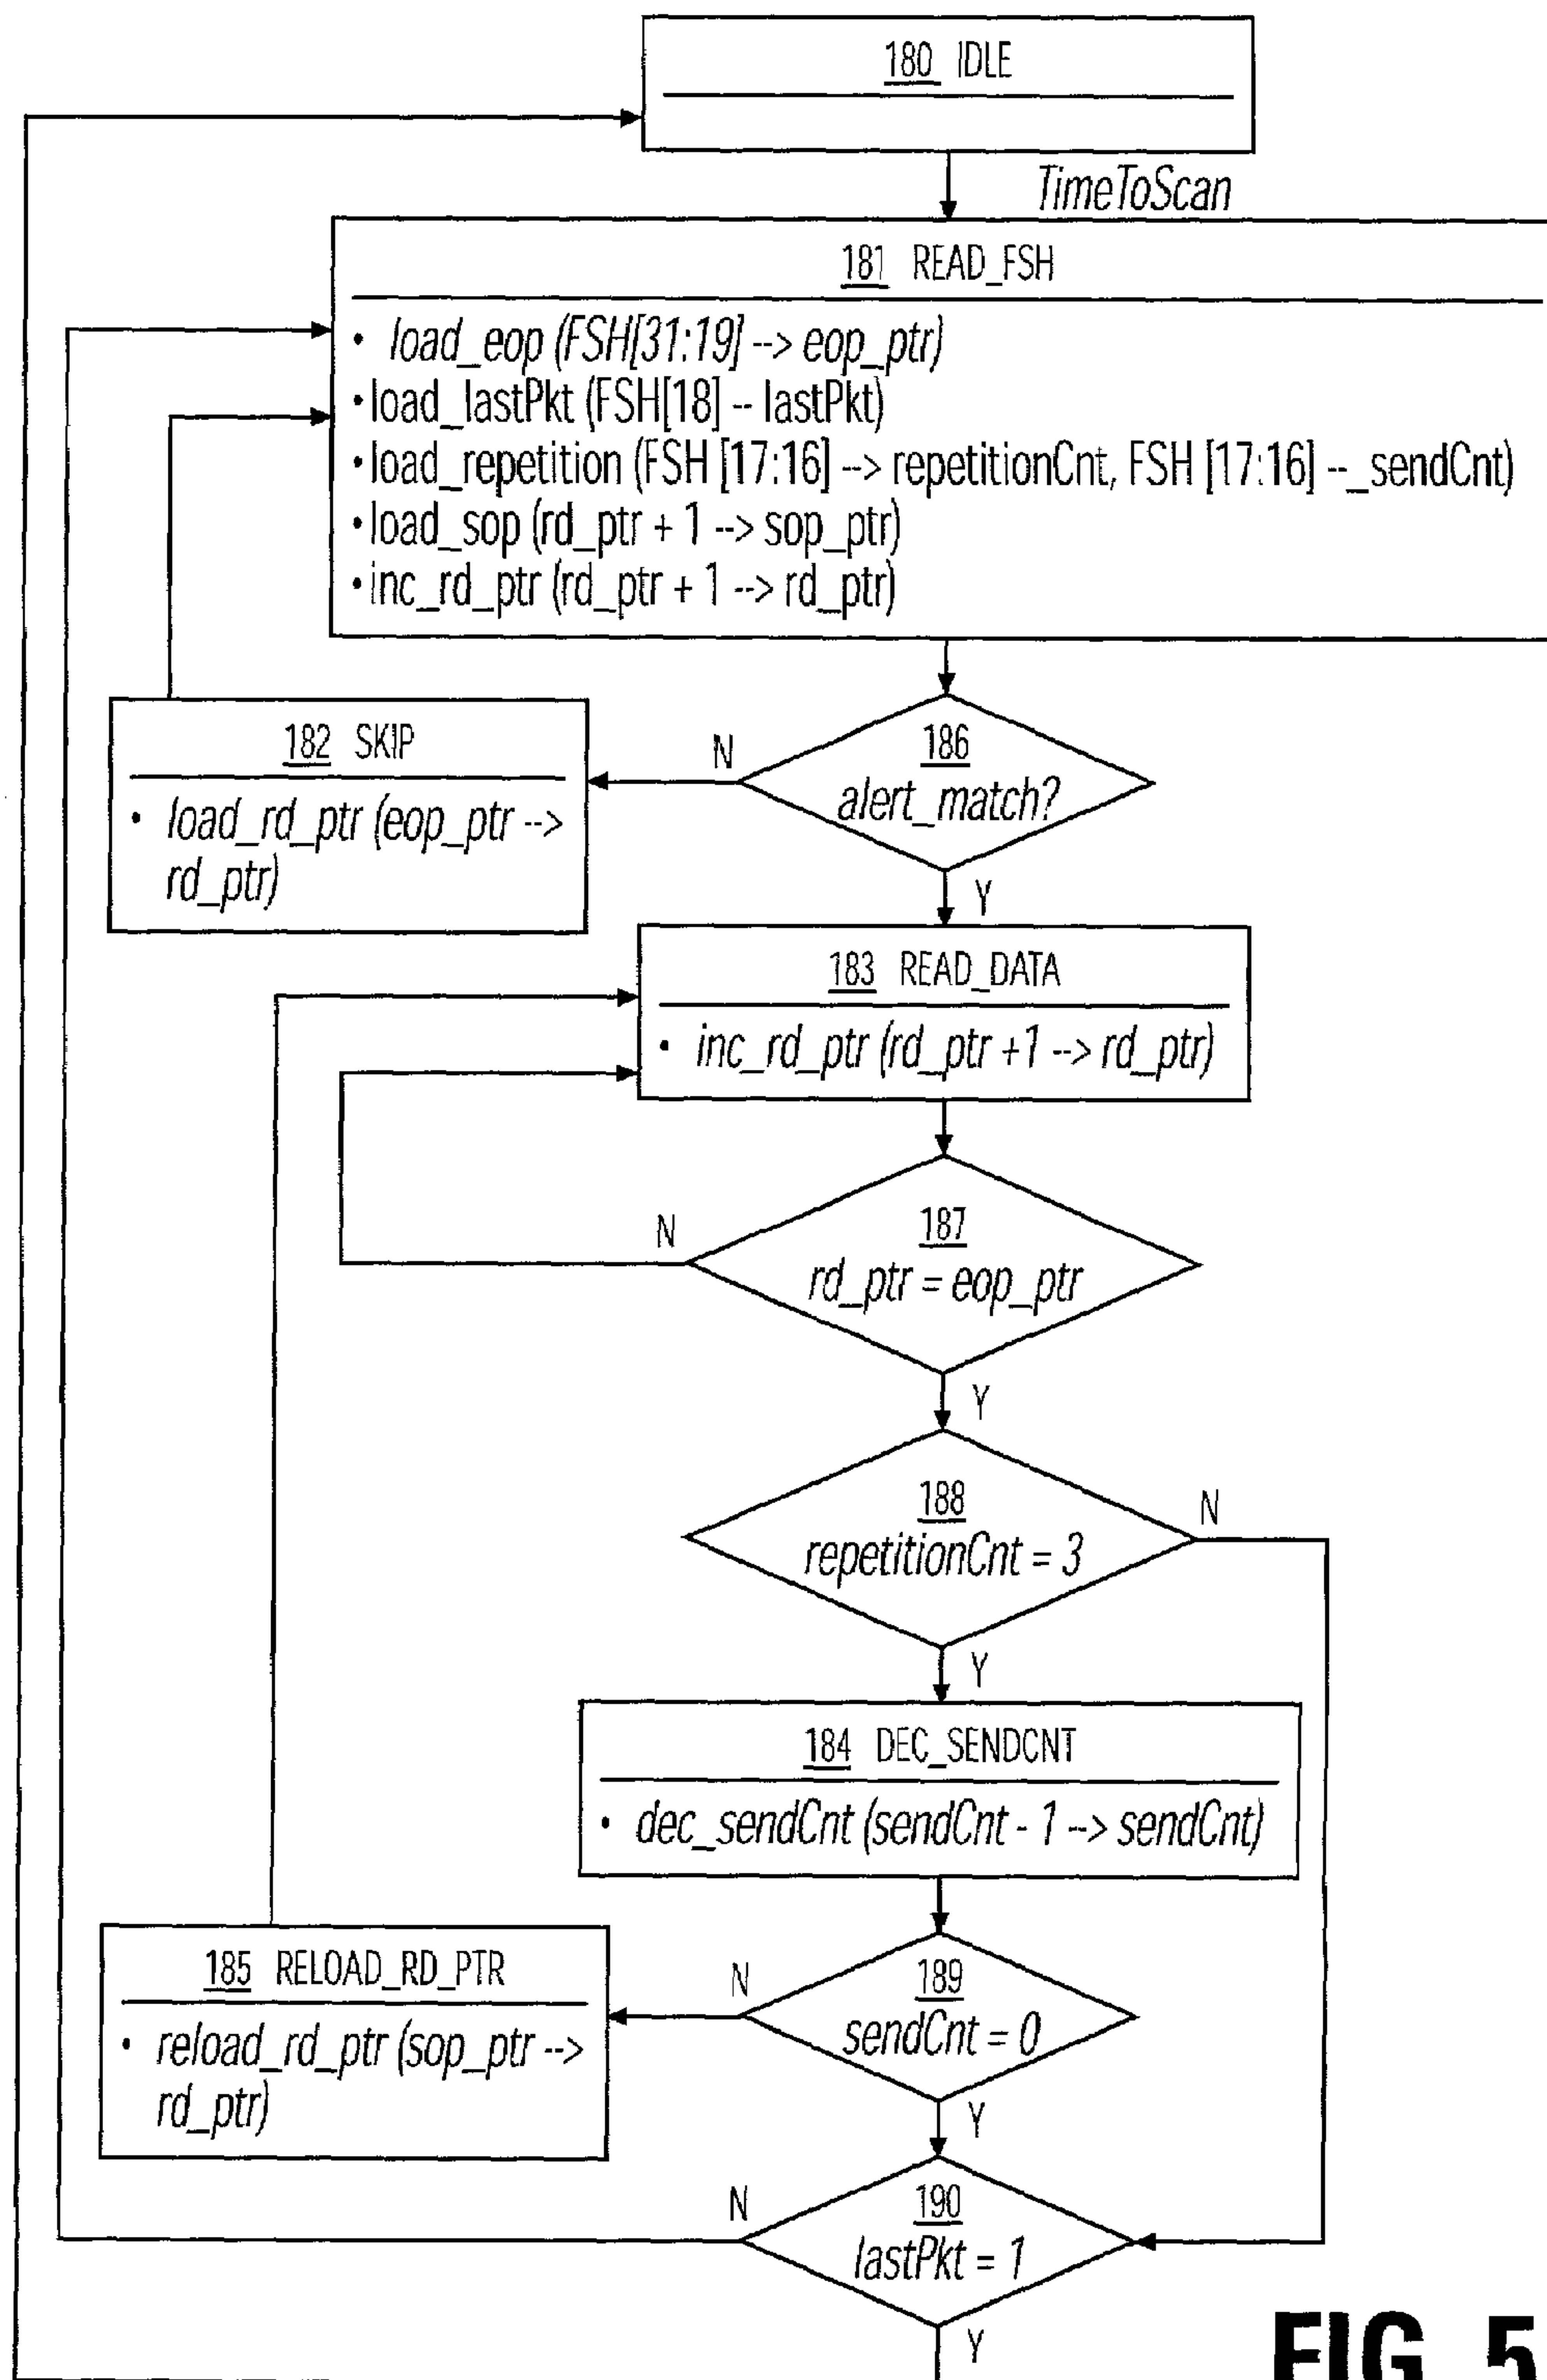 180 IDLE
TimeToScan
181 READ_FSH
• load_eop (FSH[31:19] --> eop_ptr)
• load_lastPkt (FSH[18] -- lastPkt)
• load_repetition (FSH [17:16] --> repetitionCnt, FSH [17:16] --_sendCnt)
• load_sop (rd_ptr + 1 --> sop_ptr)
• inc_rd_ptr (rd_ptr + 1 --> rd_ptr)
182 SKIP
• load_rd_ptr (eop_ptr -->
rd_ptr)
N
186
alert_match?
Y
183 READ_DATA
• inc_rd_ptr (rd_ptr +1 --> rd_ptr)
N
187
rd_ptr = eop_ptr
Y
188
repetitionCnt = 3
N
Y
184 DEC_SENDCNT
• dec_sendCnt (sendCnt - 1 --> sendCnt)
185 RELOAD_RD_PTR
• reload_rd_ptr (sop_ptr -->
rd_ptr)
N
189
sendCnt = 0
Y
N
190
lastPkt = 1
Y
FIG. 5